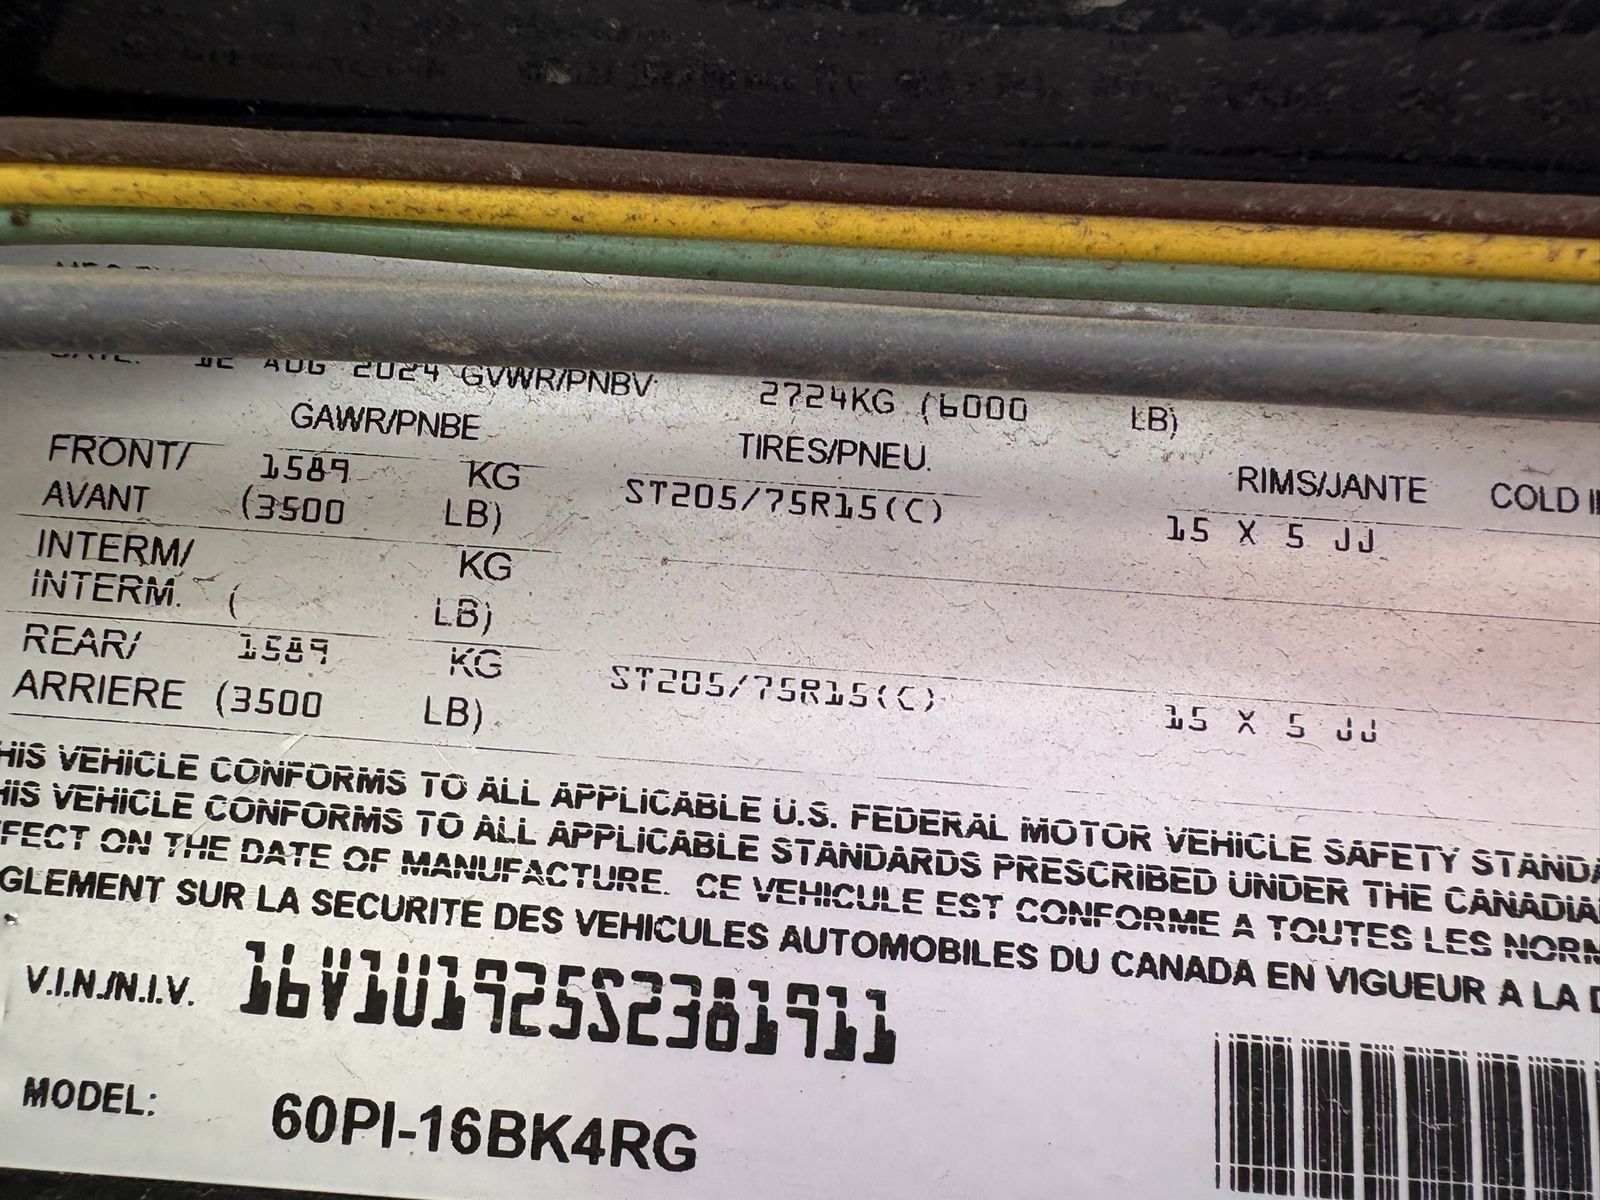 12 AUG 2024 GVWR/PNBV: 2724KG (6000 LB)
GAWR/PNBE TIRES/PNEU. RIMS/JANTE COLD
FRONT/ 1589 KG ST205/75R15(C) 15 X 5 JJ
AVANT (3500 LB)
INTERM/ KG
INTERM. ( LB)
REAR/ 1589 KG ST205/75R15(C) 15 X 5 JJ
ARRIERE (3500 LB)
HIS VEHICLE CONFORMS TO ALL APPLICABLE U.S. FEDERAL MOTOR VEHICLE SAFETY STANDA
HIS VEHICLE CONFORMS TO ALL APPLICABLE STANDARDS PRESCRIBED UNDER THE CANADIA
FFECT ON THE DATE OF MANUFACTURE. CE VEHICULE EST CONFORME A TOUTES LES NORM
GLEMENT SUR LA SECURITE DES VEHICULES AUTOMOBILES DU CANADA EN VIGUEUR A LA D
V.I.N./N.I.V. 16V1U1925S2381911
MODEL: 60PI-16BK4RG